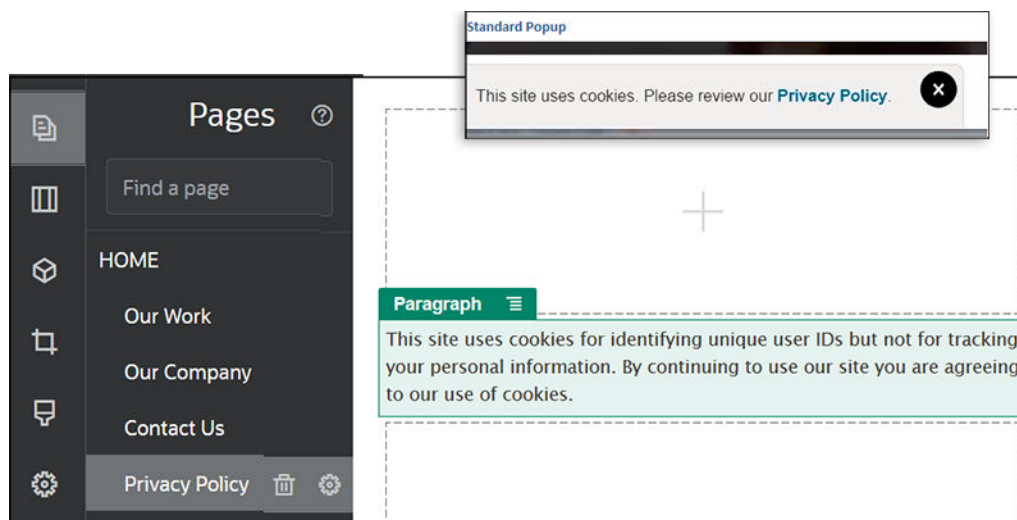 Standard Popup
This site uses cookies. Please review our Privacy Policy.
Pages
Find a page
HOME
Our Work
Our Company
Contact Us
Privacy Policy
Paragraph
This site uses cookies for identifying unique user IDs but not for tracking
your personal information. By continuing to use our site you are agreeing
to our use of cookies.